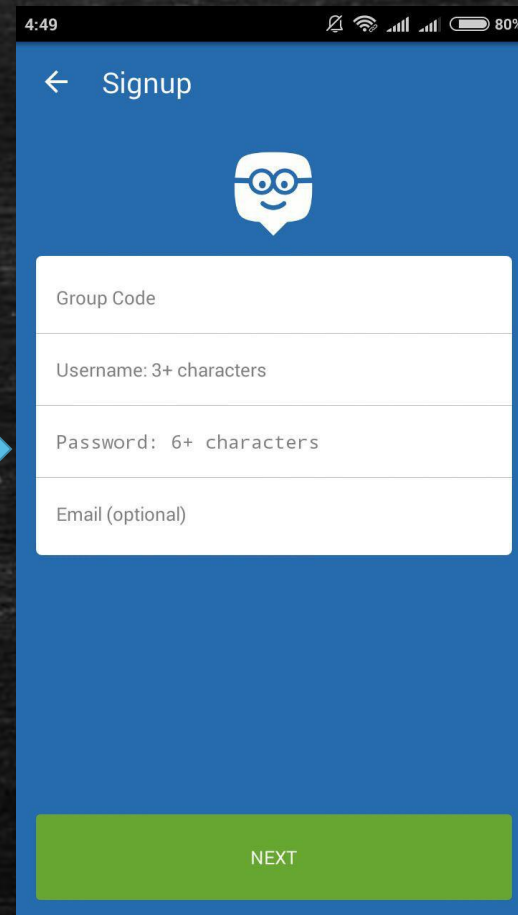 4:49
80%
Signup
Group Code
Username: 3+ characters
Password: 6+ characters
Email (optional)
NEXT